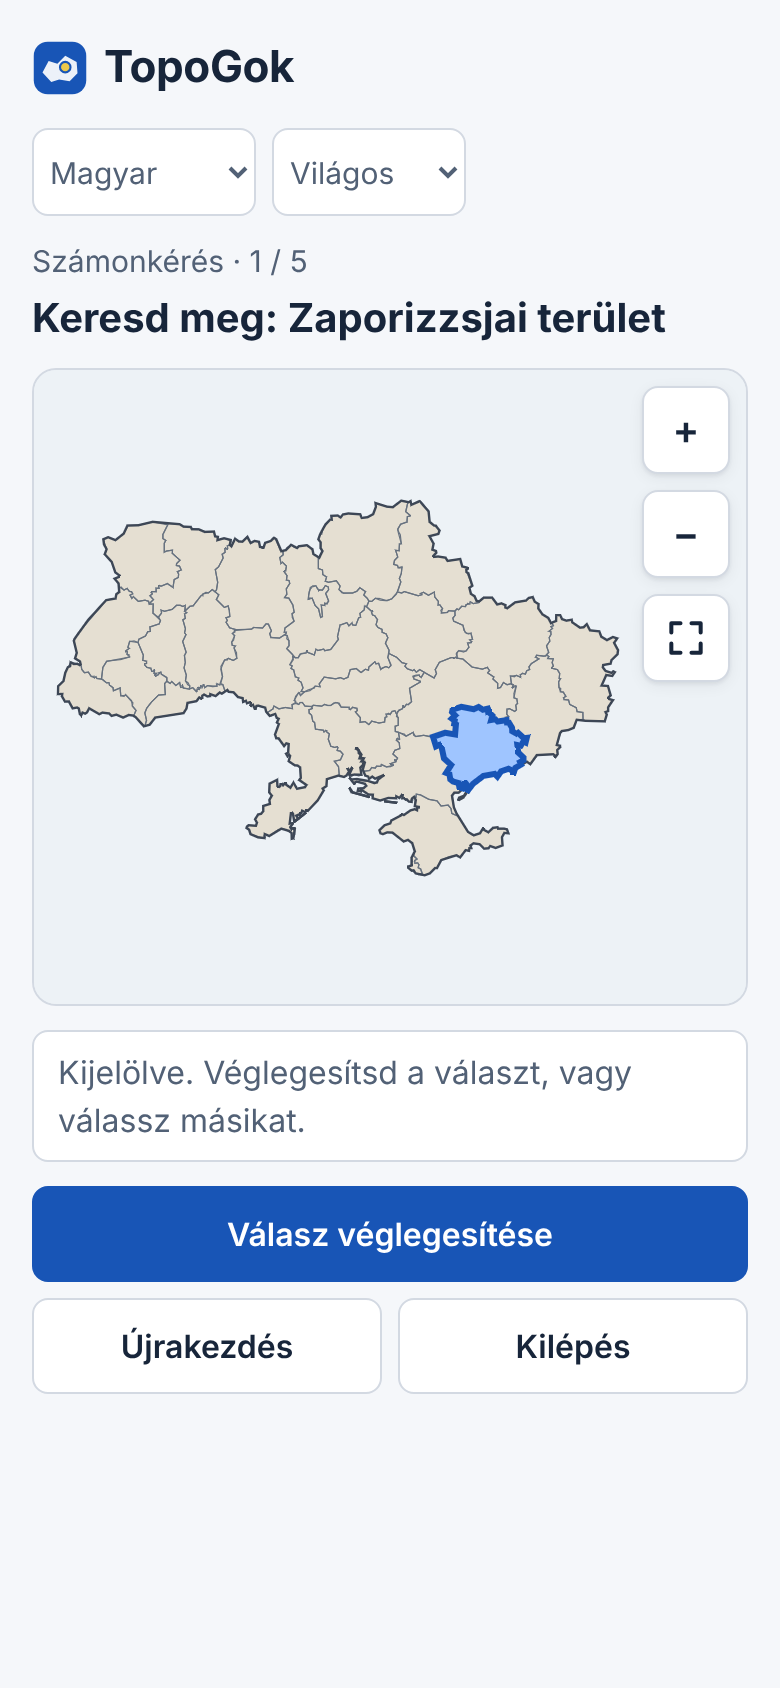 TopoGok
Magyar
Világos
Számonkérés · 1 / 5
Keresd meg: Zaporizzsjai terület
+
−
Kijelölve. Véglegesítsd a választ, vagy
válassz másikat.
Válasz véglegesítése
Újrakezdés
Kilépés